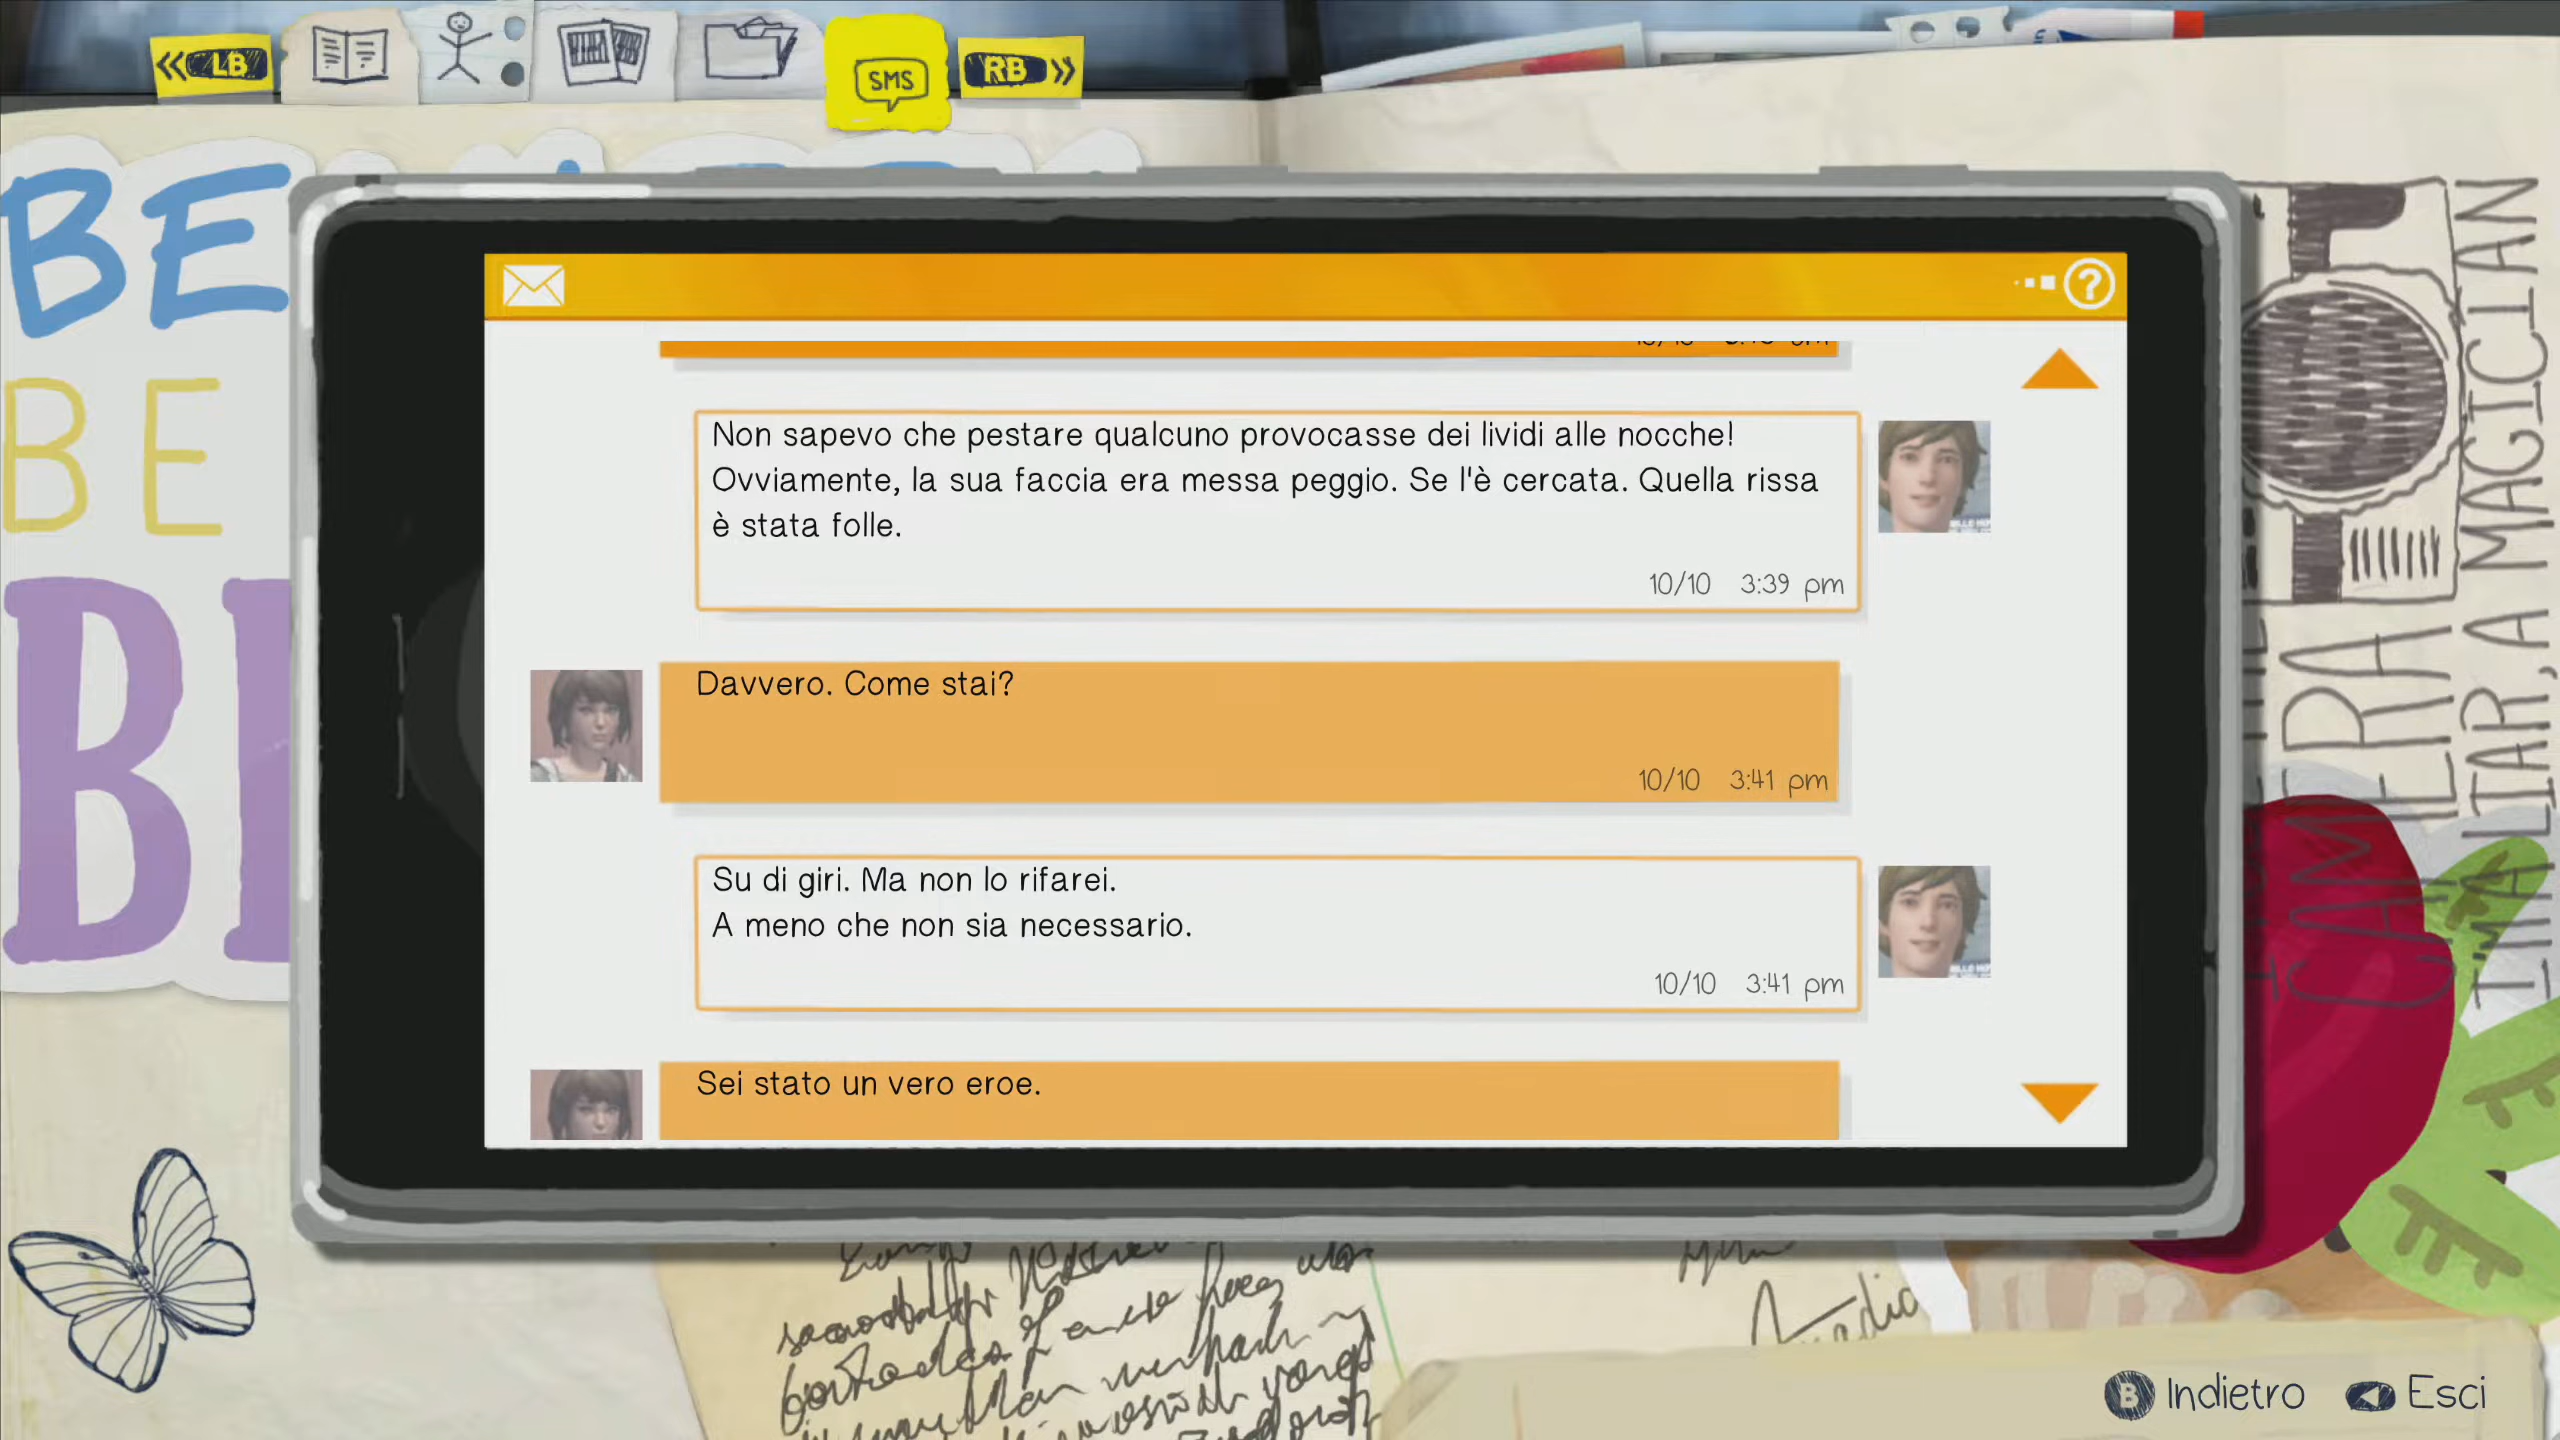 LB
SMS
RB
BE
BE
Non sapevo che pestare qualcuno provocasse dei lividi alle nocche!
Ovviamente, la sua faccia era messa peggio. Se l'è cercata. Quella rissa
è stata folle.
10/10 3:39 pm
Davvero. Come stai?
10/10 3:41 pm
Su di giri. Ma non lo rifarei.
A meno che non sia necessario.
10/10 3:41 pm
Sei stato un vero eroe.
CAMERA
LIAR, A MAGICIAN
B Indietro
Esci